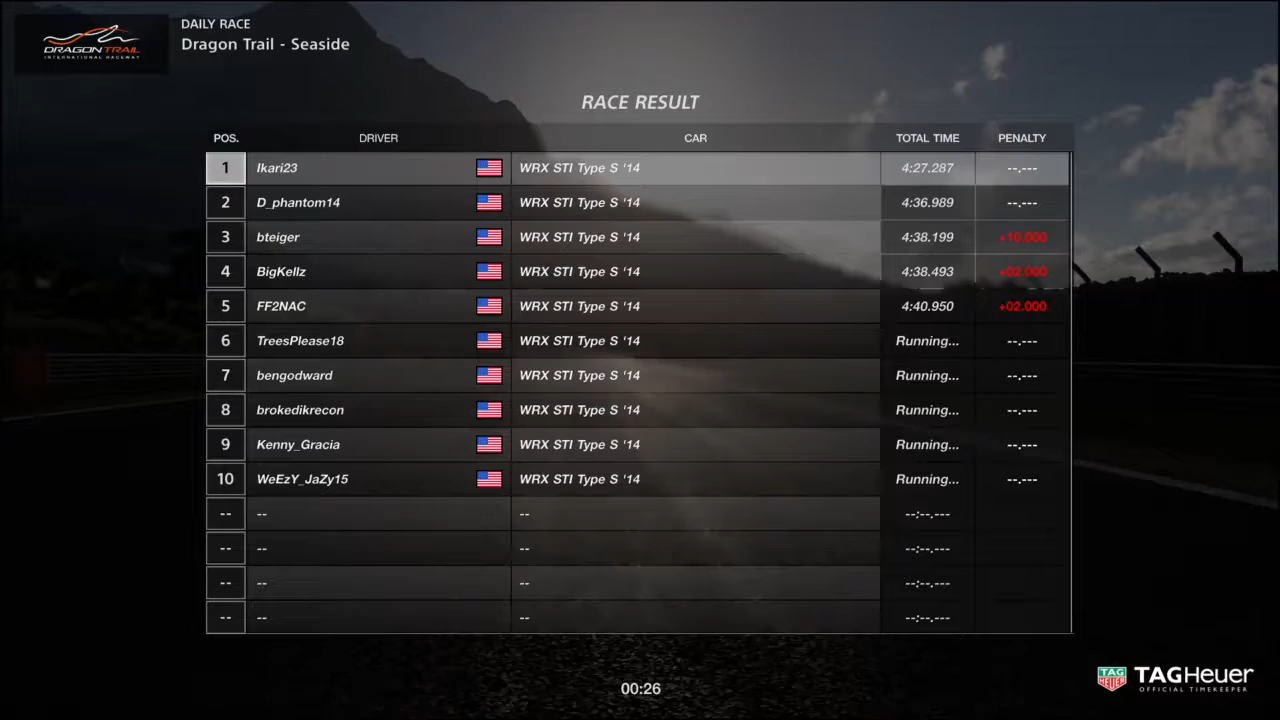 DAILY RACE
Dragon Trail - Seaside
DRAGON TRAIL
INTERNATIONAL RACEWAY
RACE RESULT
POS. DRIVER CAR TOTAL TIME PENALTY
1 Ikari23 WRX STI Type S '14 4:27.287 --.---
2 D_phantom14 WRX STI Type S '14 4:36.989 --.---
3 bteiger WRX STI Type S '14 4:38.199 +10.000
4 BigKellz WRX STI Type S '14 4:38.493 +02.000
5 FF2NAC WRX STI Type S '14 4:40.950 +02.000
6 TreesPlease18 WRX STI Type S '14 Running... --.---
7 bengodward WRX STI Type S '14 Running... --.---
8 brokedikrecon WRX STI Type S '14 Running... --.---
9 Kenny_Gracia WRX STI Type S '14 Running... --.---
10 WeEzY_JaZy15 WRX STI Type S '14 Running... --.---
-- -- -- --:--.---
-- -- -- --:--.---
-- -- -- --:--.---
-- -- -- --:--.---
00:26
TAG HEUER TAGHeuer
OFFICIAL TIMEKEEPER